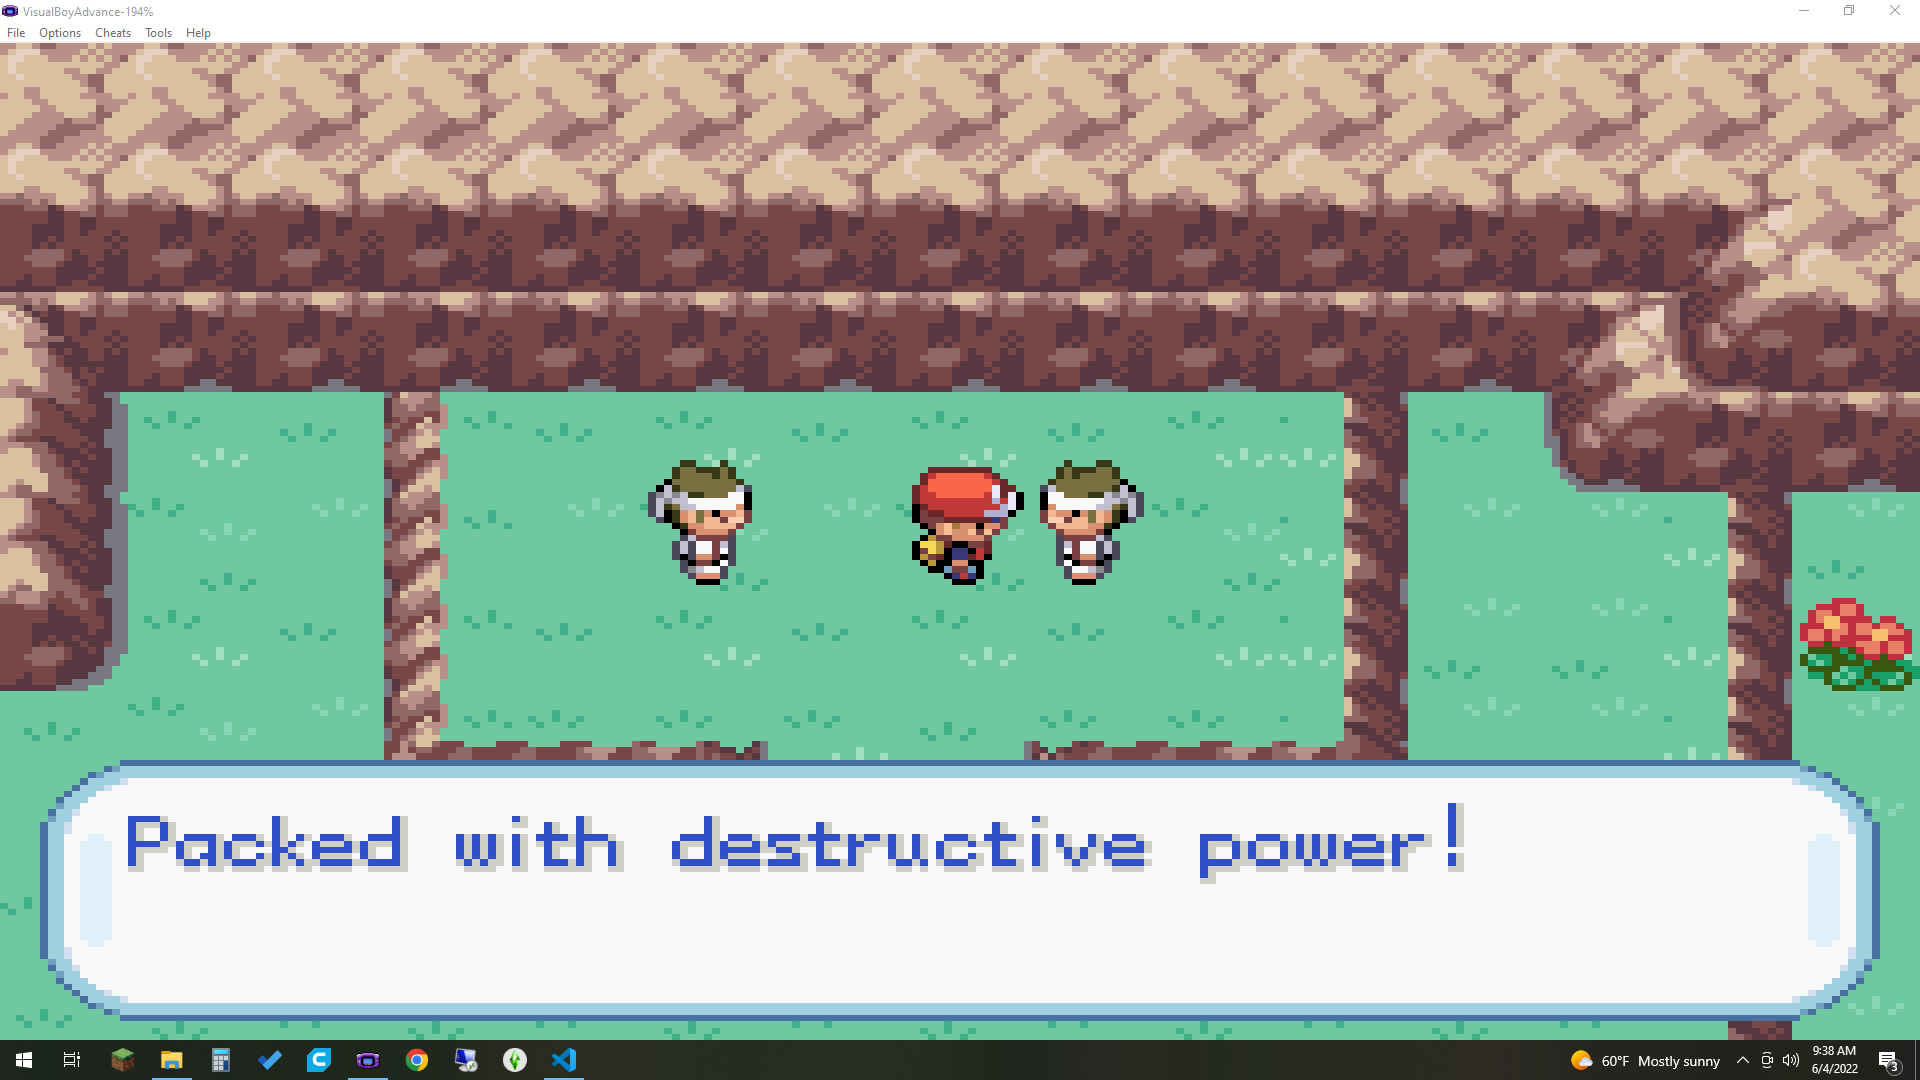 VisualBoyAdvance-194%
File Options Cheats Tools Help
Packed with destructive power!
60°F Mostly sunny
9:38 AM
6/4/2022
3